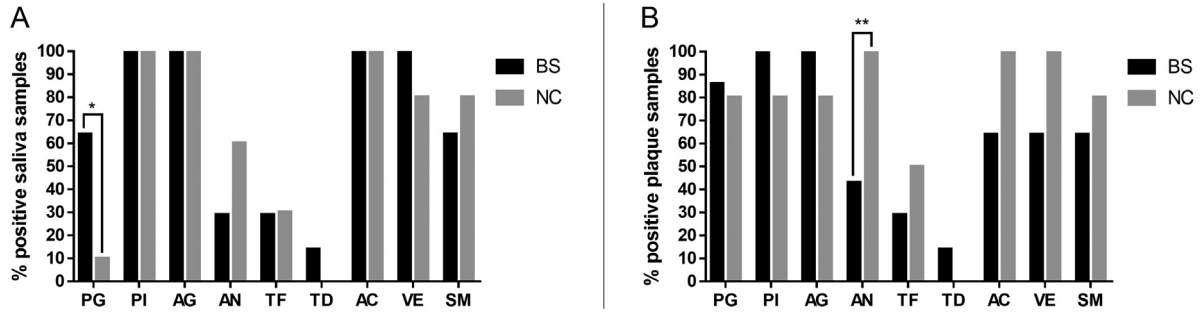 A
% positive saliva samples
100
90
80
70
60
50
40
30
20
10
0
*
PG PI AG AN TF TD AC VE SM
BS
NC
B
% positive plaque samples
100
90
80
70
60
50
40
30
20
10
0
**
PG PI AG AN TF TD AC VE SM
BS
NC